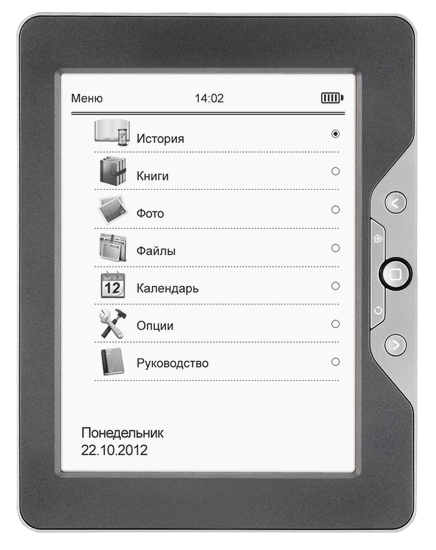 Меню 14:02
История
Книги
Фото
Файлы
12 Календарь
Опции
Руководство
Понедельник
22.10.2012